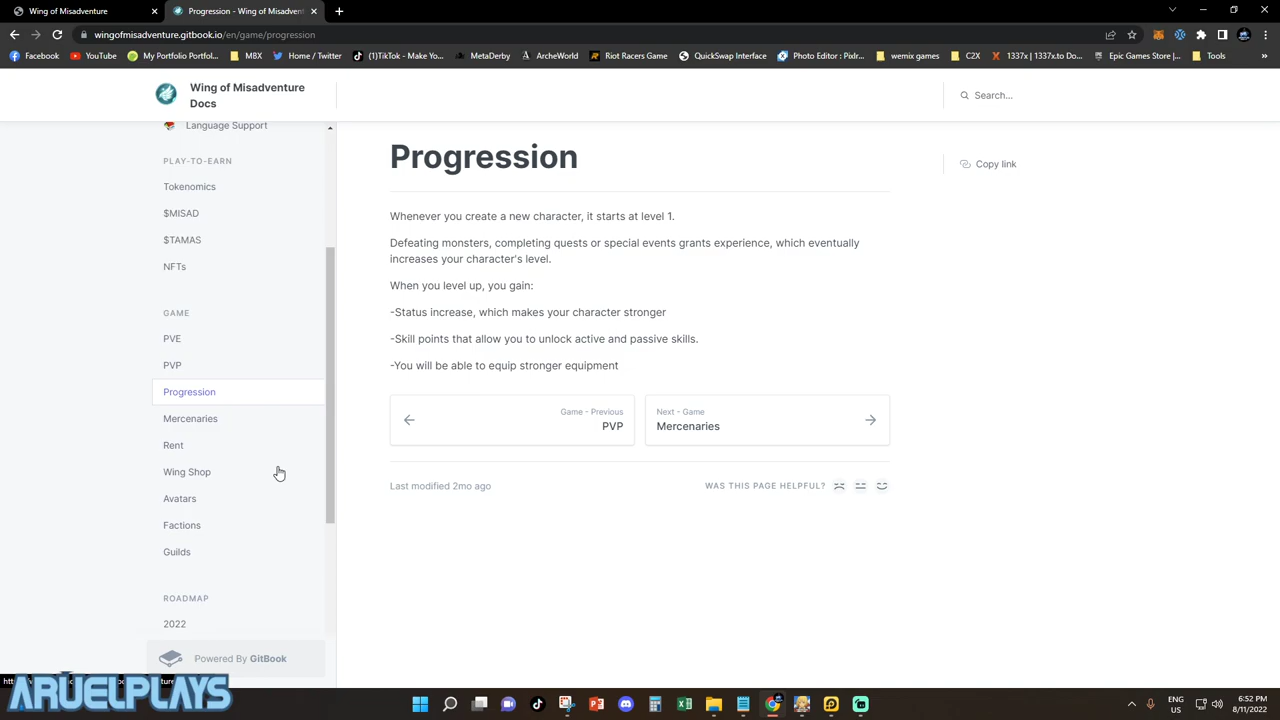 Wing of Misadventure
Wing of Misadventure
wingofmisadventure.gitbook.io/en/game/progression
Facebook
YouTube
My Portfolio Portfol...
MBX
Home / Twitter
(1)TikTok - Make Yo...
MetaDerby
ArcheWorld
Riot Racers Game
QuickSwap Interface
Photo Editor : Pixlr...
wemix games
C2X
1337x | 1337x.to Do...
Epic Games Store |...
Tools
Wing of Misadventure
Docs
Search...
Language Support
PLAY-TO-EARN
Tokenomics
$MISAD
$TAMAS
NFTs
GAME
PVE
PVP
Progression
Mercenaries
Rent
Wing Shop
Avatars
Factions
Guilds
ROADMAP
2022
Powered By GitBook
Progression
Copy link
Whenever you create a new character, it starts at level 1.
Defeating monsters, completing quests or special events grants experience, which eventually
increases your character's level.
When you level up, you gain:
-Status increase, which makes your character stronger
-Skill points that allow you to unlock active and passive skills.
-You will be able to equip stronger equipment
Game - Previous
PVP
Next - Game
Mercenaries
Last modified 2mo ago
WAS THIS PAGE HELPFUL?
ARUELPLAYS
ENG
US
6:52 PM
8/11/2022